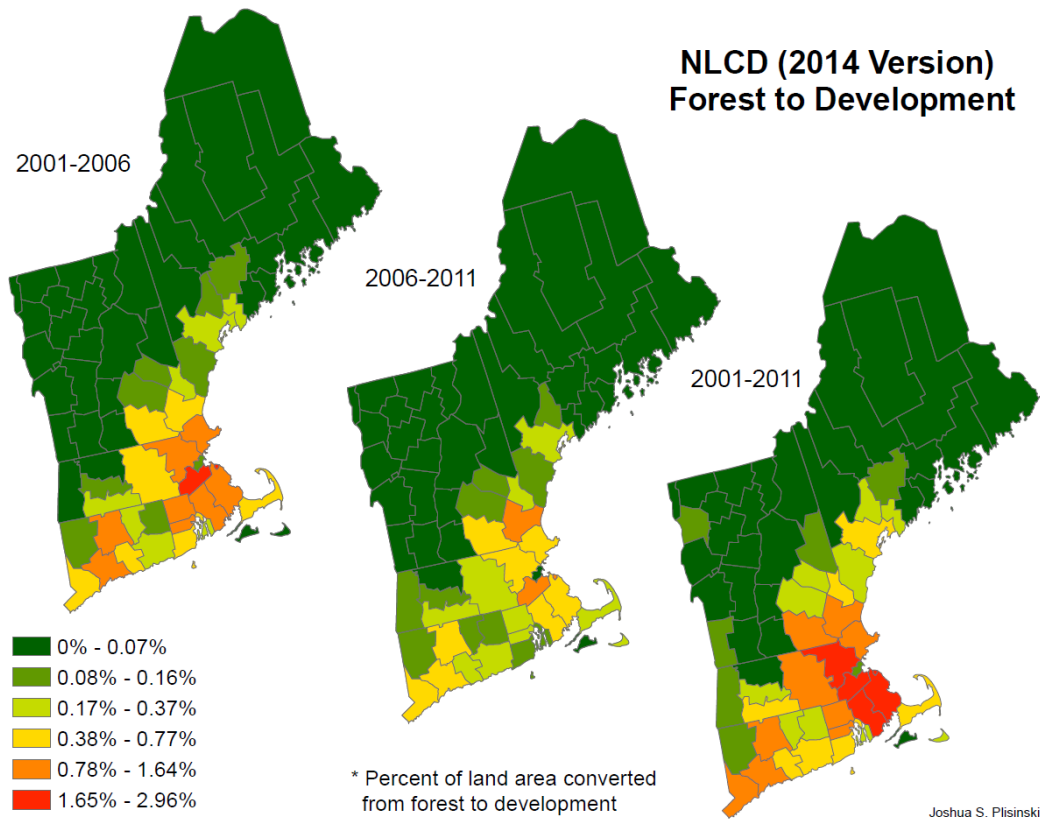 NLCD (2014 Version)
Forest to Development
2001-2006
2006-2011
2001-2011
0% - 0.07%
0.08% - 0.16%
0.17% - 0.37%
0.38% - 0.77%
0.78% - 1.64%
1.65% - 2.96%
* Percent of land area converted
from forest to development
Joshua S. Plisinski